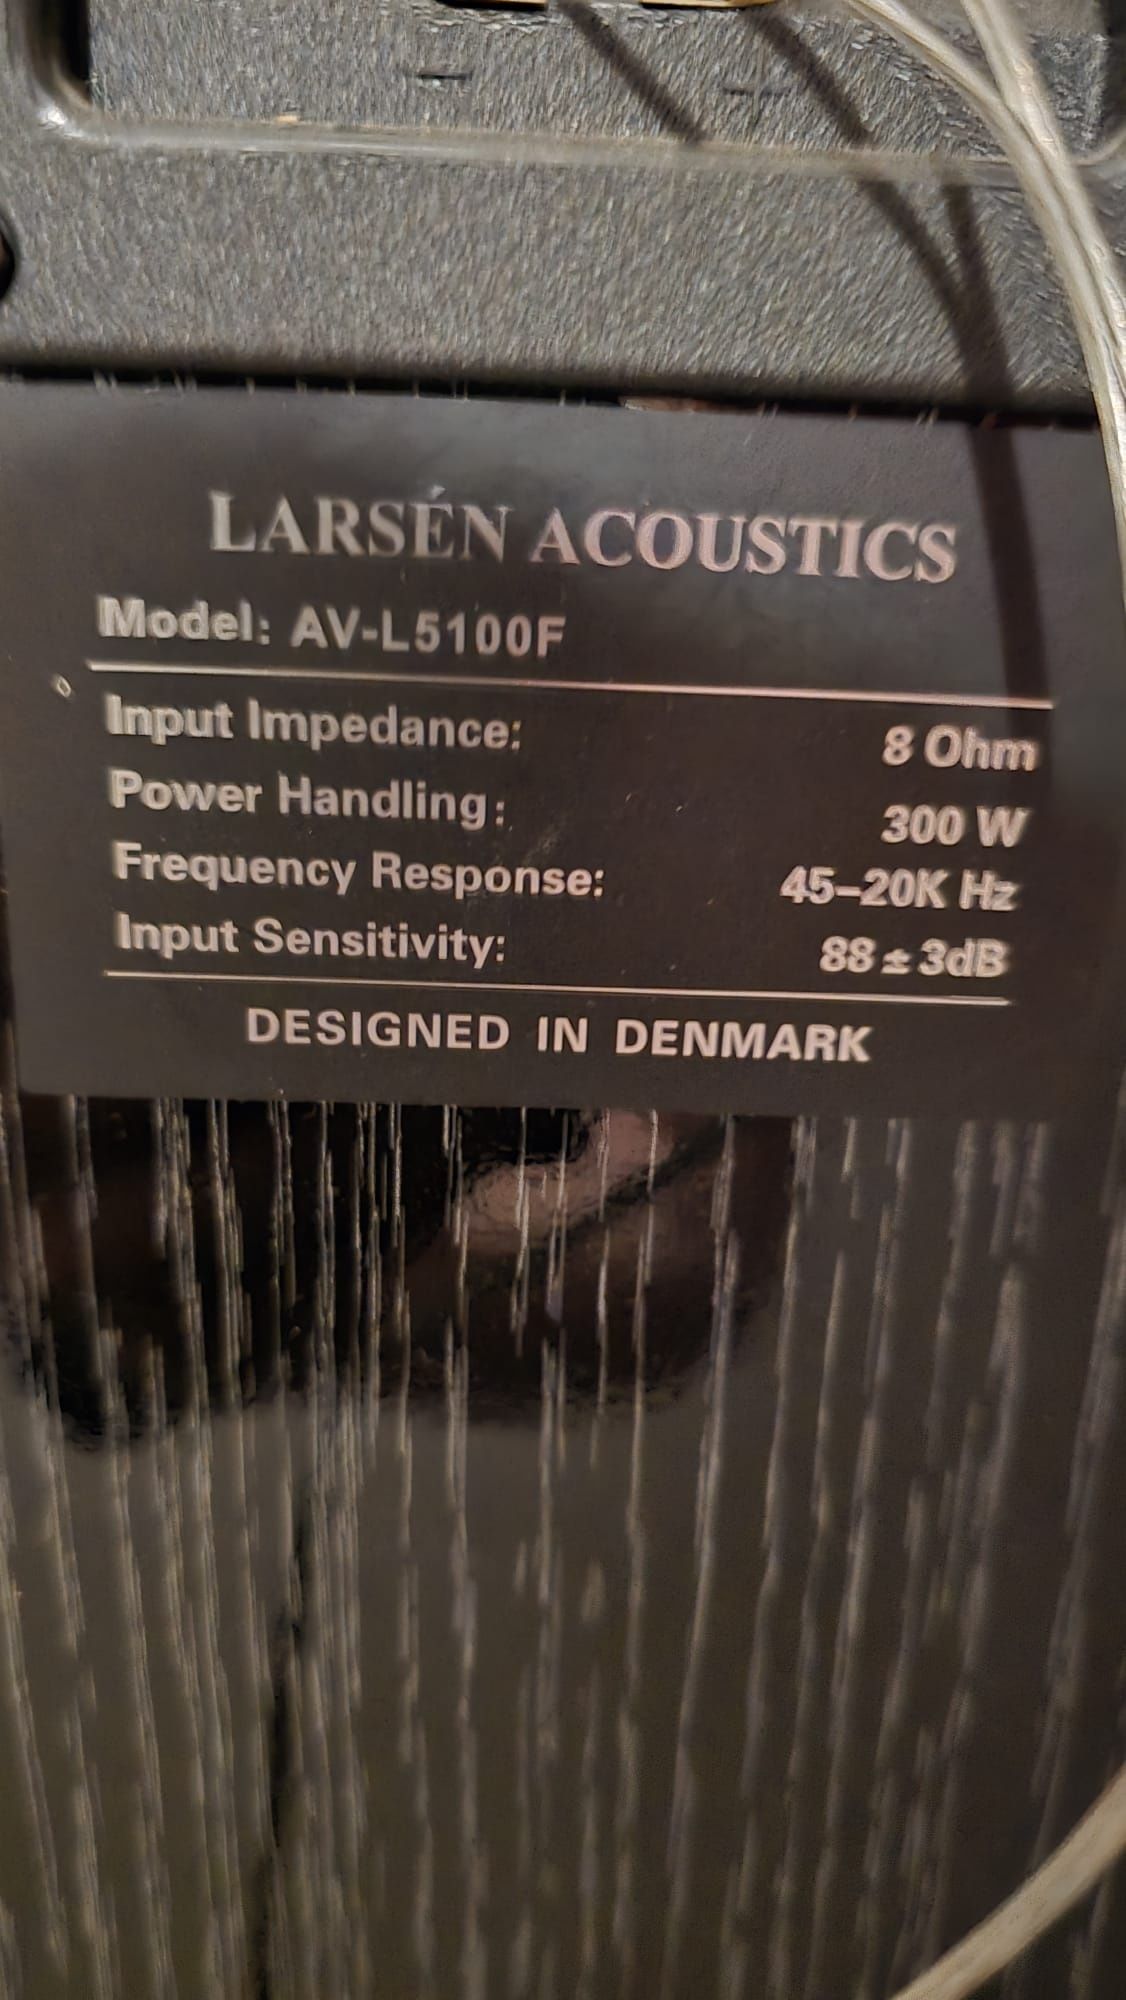 - +
LARSÉN ACOUSTICS
Model: AV-L5100F
Input Impedance: 8 Ohm
Power Handling: 300 W
Frequency Response: 45–20K Hz
Input Sensitivity: 88 ± 3dB
DESIGNED IN DENMARK